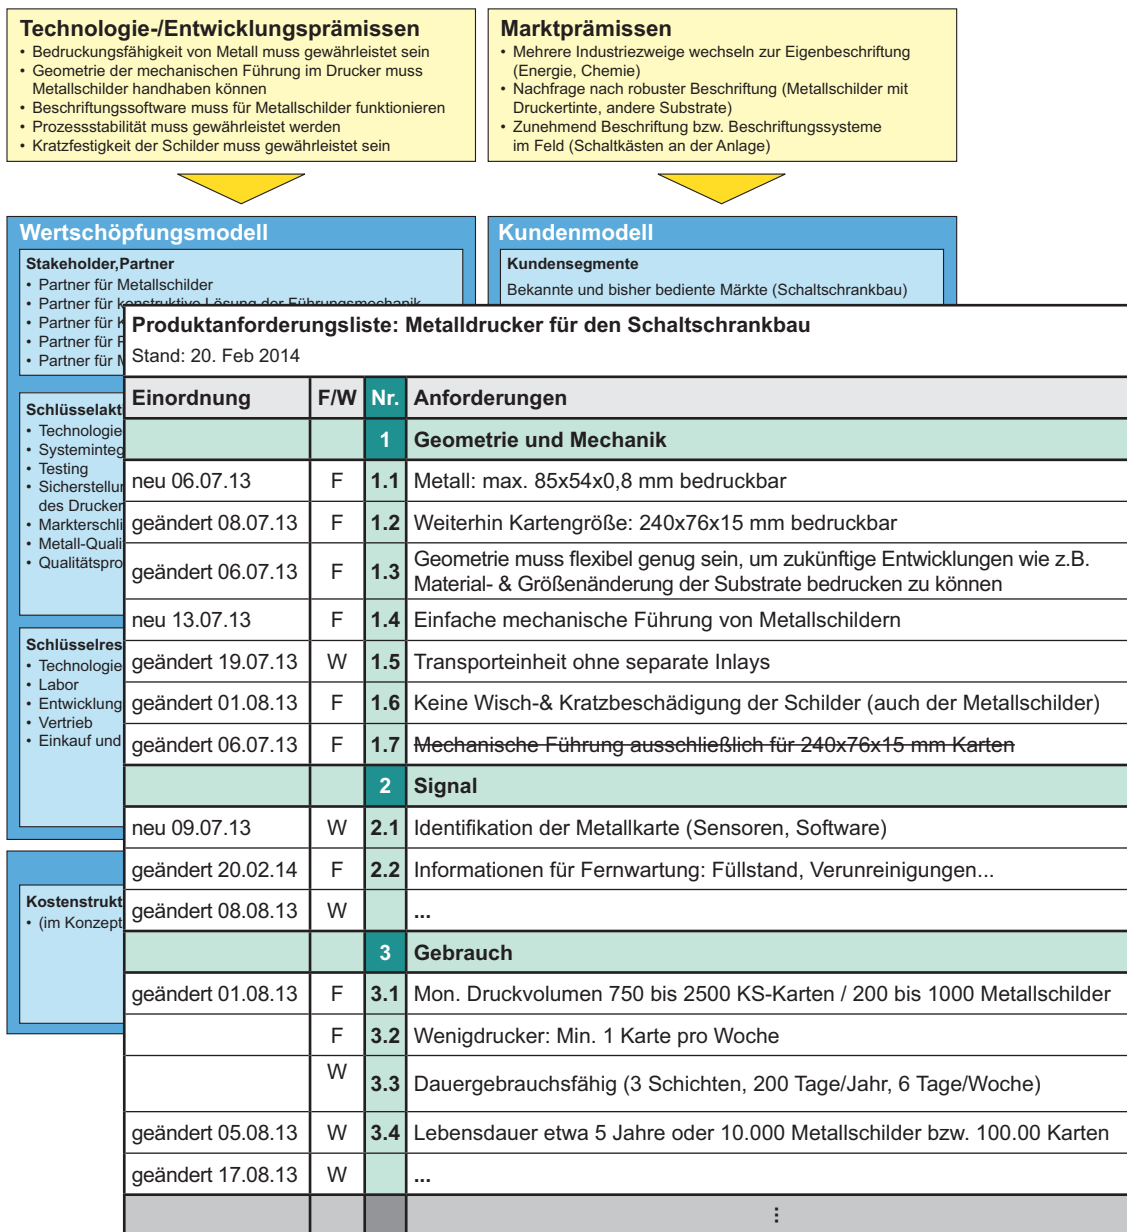 Technologie-/Entwicklungsprämissen
• Bedruckungsfähigkeit von Metall muss gewährleistet sein
• Geometrie der mechanischen Führung im Drucker muss
Metallschilder handhaben können
• Beschriftungssoftware muss für Metallschilder funktionieren
• Prozessstabilität muss gewährleistet werden
• Kratzfestigkeit der Schilder muss gewährleistet sein
Marktprämissen
• Mehrere Industriezweige wechseln zur Eigenbeschriftung
(Energie, Chemie)
• Nachfrage nach robuster Beschriftung (Metallschilder mit
Druckertinte, andere Substrate)
• Zunehmend Beschriftung bzw. Beschriftungssysteme
im Feld (Schaltkästen an der Anlage)
Wertschöpfungsmodell
Stakeholder,Partner
• Partner für Metallschilder
• Partner für konstruktive Lösung der Führungsmechanik
• Partner für
• Partner für
• Partner für
Schlüsselakt
• Technologie
• Systeminteg
• Testing
• Sicherstellun
des Drucker
• Markterschli
• Metall-Quali
• Qualitätspro
Schlüsselres
• Technologie
• Labor
• Entwicklung
• Vertrieb
• Einkauf und
Kostenstrukt
• (im Konzept
Kundenmodell
Kundensegmente
Bekannte und bisher bediente Märkte (Schaltschrankbau)
Produktanforderungsliste: Metalldrucker für den Schaltschrankbau
Stand: 20. Feb 2014
Einordnung F/W Nr. Anforderungen
1 Geometrie und Mechanik
neu 06.07.13 F 1.1 Metall: max. 85x54x0,8 mm bedruckbar
geändert 08.07.13 F 1.2 Weiterhin Kartengröße: 240x76x15 mm bedruckbar
geändert 06.07.13 F 1.3 Geometrie muss flexibel genug sein, um zukünftige Entwicklungen wie z.B.
Material- & Größenänderung der Substrate bedrucken zu können
neu 13.07.13 F 1.4 Einfache mechanische Führung von Metallschildern
geändert 19.07.13 W 1.5 Transporteinheit ohne separate Inlays
geändert 01.08.13 F 1.6 Keine Wisch-& Kratzbeschädigung der Schilder (auch der Metallschilder)
geändert 06.07.13 F 1.7 Mechanische Führung ausschließlich für 240x76x15 mm Karten
2 Signal
neu 09.07.13 W 2.1 Identifikation der Metallkarte (Sensoren, Software)
geändert 20.02.14 F 2.2 Informationen für Fernwartung: Füllstand, Verunreinigungen...
geändert 08.08.13 W ...
3 Gebrauch
geändert 01.08.13 F 3.1 Mon. Druckvolumen 750 bis 2500 KS-Karten / 200 bis 1000 Metallschilder
F 3.2 Wenigdrucker: Min. 1 Karte pro Woche
W 3.3 Dauergebrauchsfähig (3 Schichten, 200 Tage/Jahr, 6 Tage/Woche)
geändert 05.08.13 W 3.4 Lebensdauer etwa 5 Jahre oder 10.000 Metallschilder bzw. 100.00 Karten
geändert 17.08.13 W ...
⋮